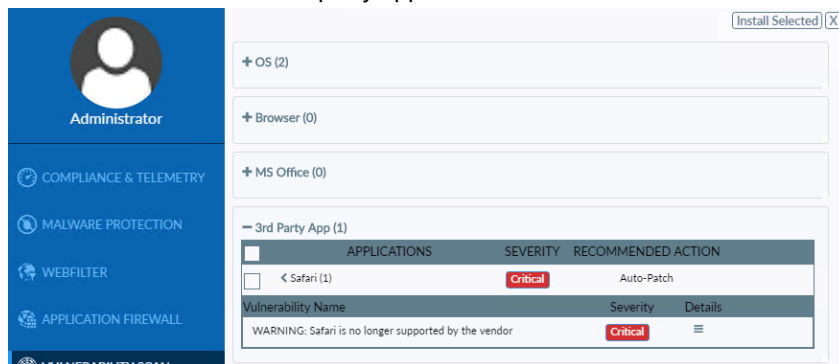 Install Selected X
Administrator
COMPLIANCE & TELEMETRY
MALWARE PROTECTION
WEBFILTER
APPLICATION FIREWALL
VULNERABILITY SCAN
+ OS (2)
+ Browser (0)
+ MS Office (0)
− 3rd Party App (1)
APPLICATIONS SEVERITY RECOMMENDED ACTION
< Safari (1) Critical Auto-Patch
Vulnerability Name Severity Details
WARNING: Safari is no longer supported by the vendor Critical